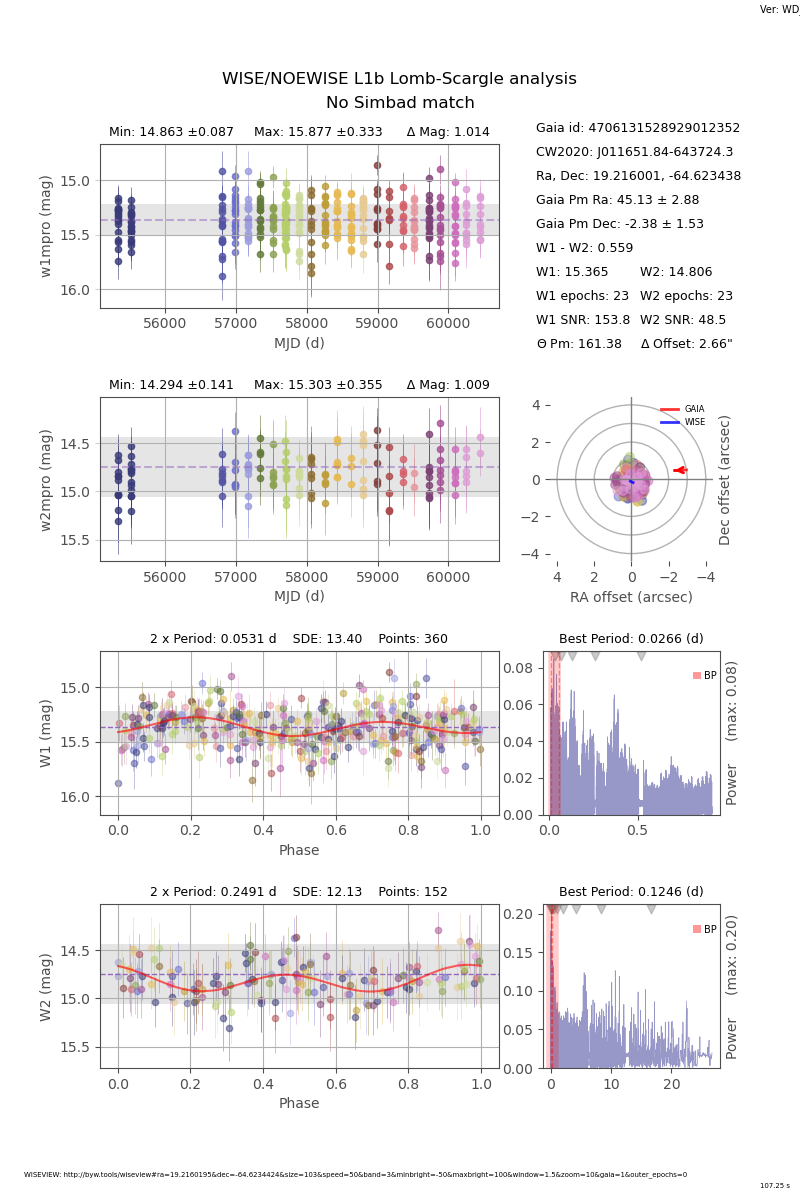 Ver: WD
WISE/NOEWISE L1b Lomb-Scargle analysis
No Simbad match
Min: 14.863 ±0.087 Max: 15.877 ±0.333 Δ Mag: 1.014
15.0
15.5
16.0
w1mpro (mag)
56000 57000 58000 59000 60000
MJD (d)
Gaia id: 4706131528929012352
CW2020: J011651.84-643724.3
Ra, Dec: 19.216001, -64.623438
Gaia Pm Ra: 45.13 ± 2.88
Gaia Pm Dec: -2.38 ± 1.53
W1 - W2: 0.559
W1: 15.365 W2: 14.806
W1 epochs: 23 W2 epochs: 23
W1 SNR: 153.8 W2 SNR: 48.5
Θ Pm: 161.38 Δ Offset: 2.66"
Min: 14.294 ±0.141 Max: 15.303 ±0.355 Δ Mag: 1.009
14.5
15.0
15.5
w2mpro (mag)
56000 57000 58000 59000 60000
MJD (d)
GAIA
WISE
4
2
0
−2
−4
4 2 0 −2 −4
RA offset (arcsec)
Dec offset (arcsec)
2 x Period: 0.0531 d SDE: 13.40 Points: 360
15.0
15.5
16.0
W1 (mag)
0.0 0.2 0.4 0.6 0.8 1.0
Phase
Best Period: 0.0266 (d)
BP
0.08
0.06
0.04
0.02
0.00
0.0 0.5
Power (max: 0.08)
2 x Period: 0.2491 d SDE: 12.13 Points: 152
14.5
15.0
15.5
W2 (mag)
0.0 0.2 0.4 0.6 0.8 1.0
Phase
Best Period: 0.1246 (d)
BP
0.20
0.15
0.10
0.05
0.00
0 10 20
Power (max: 0.20)
WISEVIEW: http://byw.tools/wiseview#ra=19.2160195&dec=-64.6234424&size=103&speed=50&band=3&minbright=-50&maxbright=100&window=1.5&zoom=10&gaia=1&outer_epochs=0
107.25 s